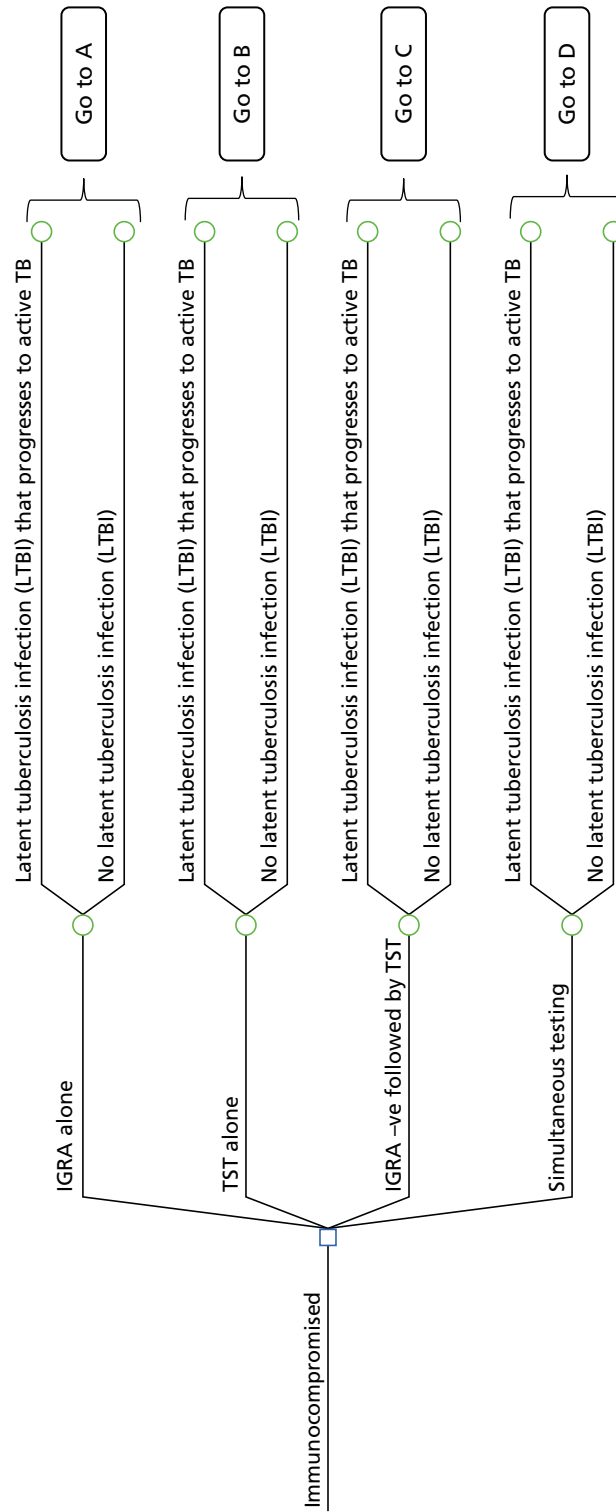 Immunocompromised
IGRA alone
Latent tuberculosis infection (LTBI) that progresses to active TB
No latent tuberculosis infection (LTBI)
Go to A
TST alone
Latent tuberculosis infection (LTBI) that progresses to active TB
No latent tuberculosis infection (LTBI)
Go to B
IGRA –ve followed by TST
Latent tuberculosis infection (LTBI) that progresses to active TB
No latent tuberculosis infection (LTBI)
Go to C
Simultaneous testing
Latent tuberculosis infection (LTBI) that progresses to active TB
No latent tuberculosis infection (LTBI)
Go to D